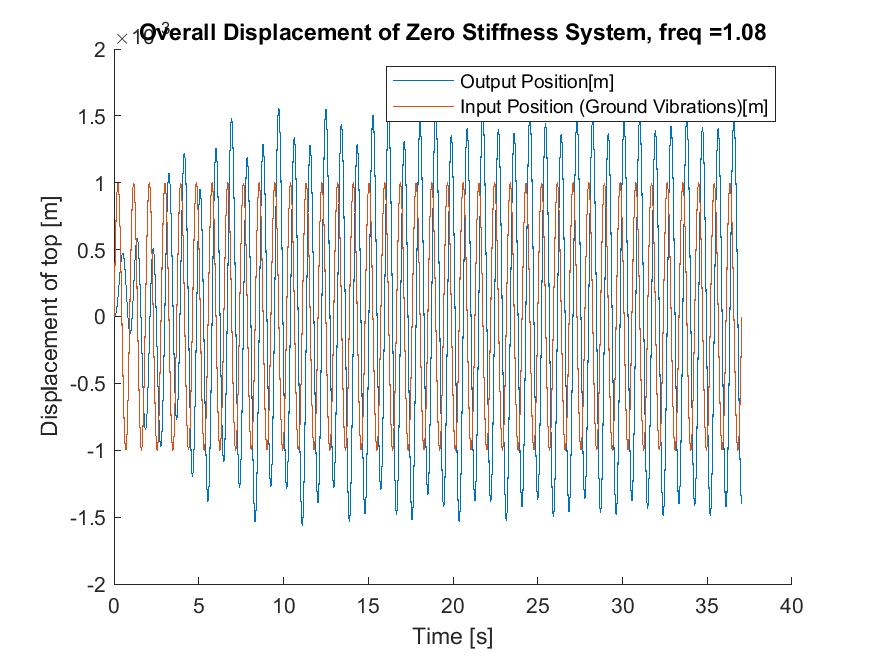 ×10-3
Overall Displacement of Zero Stiffness System, freq =1.08
Output Position[m]
Input Position (Ground Vibrations)[m]
Displacement of top [m]
2
1.5
1
0.5
0
-0.5
-1
-1.5
-2
0 5 10 15 20 25 30 35 40
Time [s]